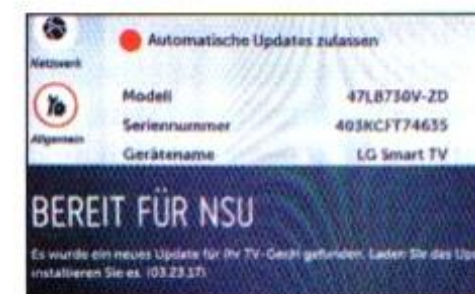 Automatische Updates zulassen
Netzwerk
Modell 47LB730V-ZD
Seriennummer 403KCFT74635
Allgemein
Gerätename LG Smart TV
BEREIT FÜR NSU
Es wurde ein neues Update für Ihr TV-Gerät gefunden. Laden Sie das
installieren Sie es. (03.23.17)